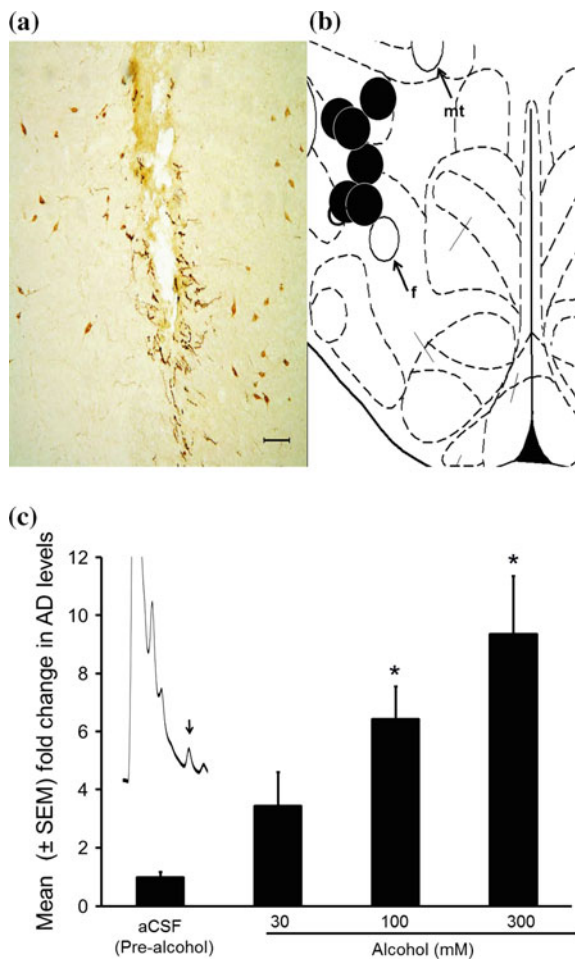 (a)
(b)
mt
f
(c)
Mean (± SEM) fold change in AD levels
12
10
8
6
4
2
0
*
*
aCSF
(Pre-alcohol)
30
100
300
Alcohol (mM)